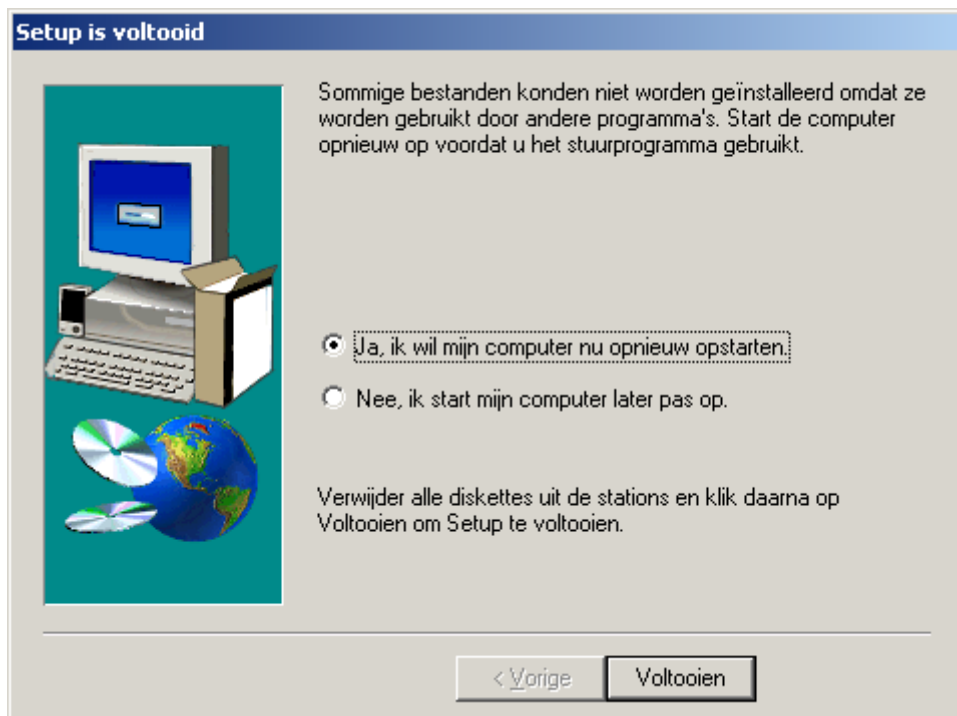 Setup is voltooid
Sommige bestanden konden niet worden geïnstalleerd omdat ze
worden gebruikt door andere programma's. Start de computer
opnieuw op voordat u het stuurprogramma gebruikt.
Ja, ik wil mijn computer nu opnieuw opstarten.
Nee, ik start mijn computer later pas op.
Verwijder alle diskettes uit de stations en klik daarna op
Voltooien om Setup te voltooien.
< Vorige
Voltooien